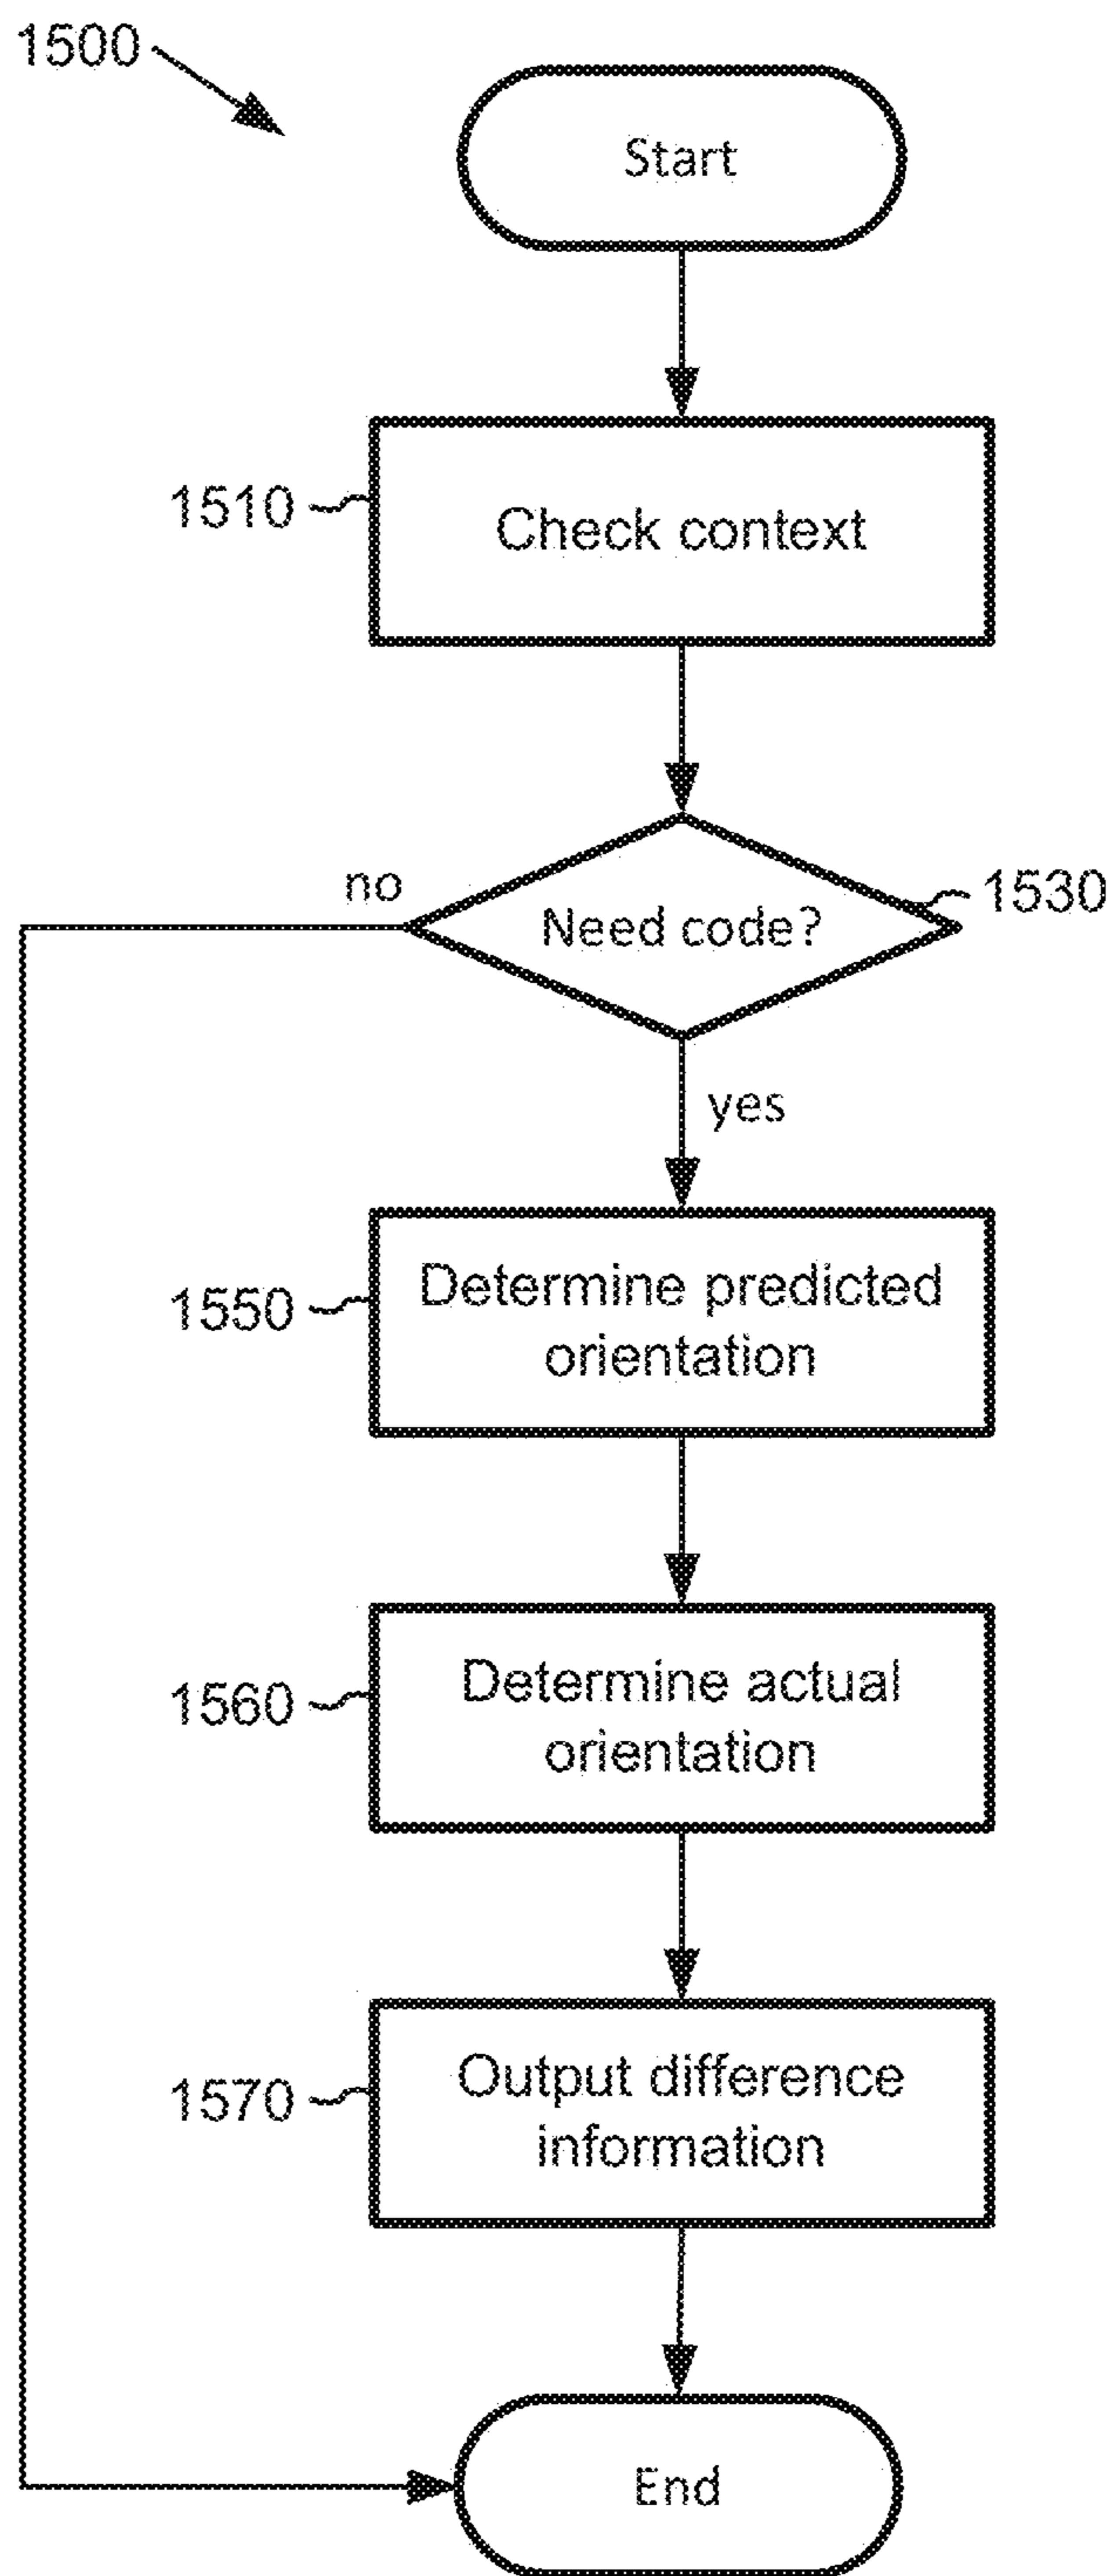 1500
Start
1510
Check context
no
Need code?
1530
yes
1550
Determine predicted
orientation
1560
Determine actual
orientation
1570
Output difference
information
End